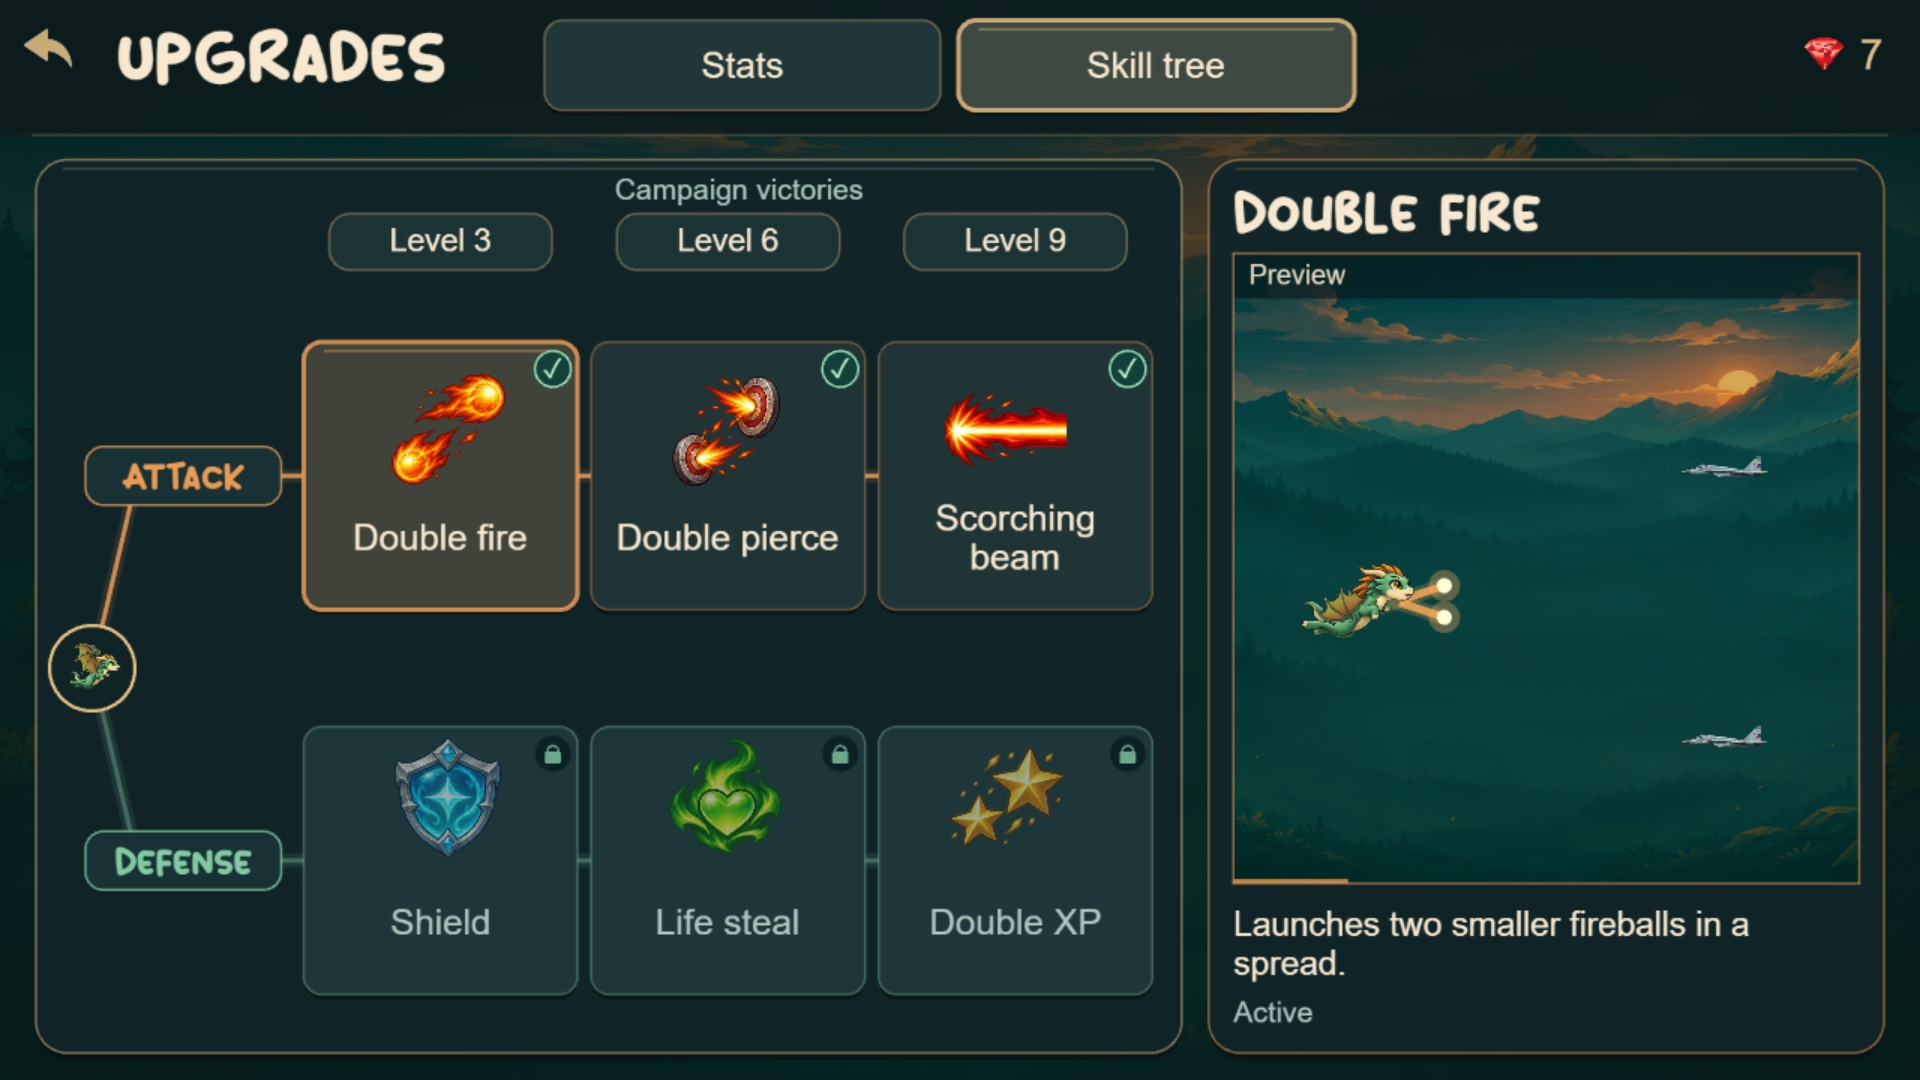 UPGRADES
Stats
Skill tree
7
Campaign victories
Level 3
Level 6
Level 9
ATTACK
Double fire
Double pierce
Scorching
beam
DEFENSE
Shield
Life steal
Double XP
DOUBLE FIRE
Preview
Launches two smaller fireballs in a
spread.
Active